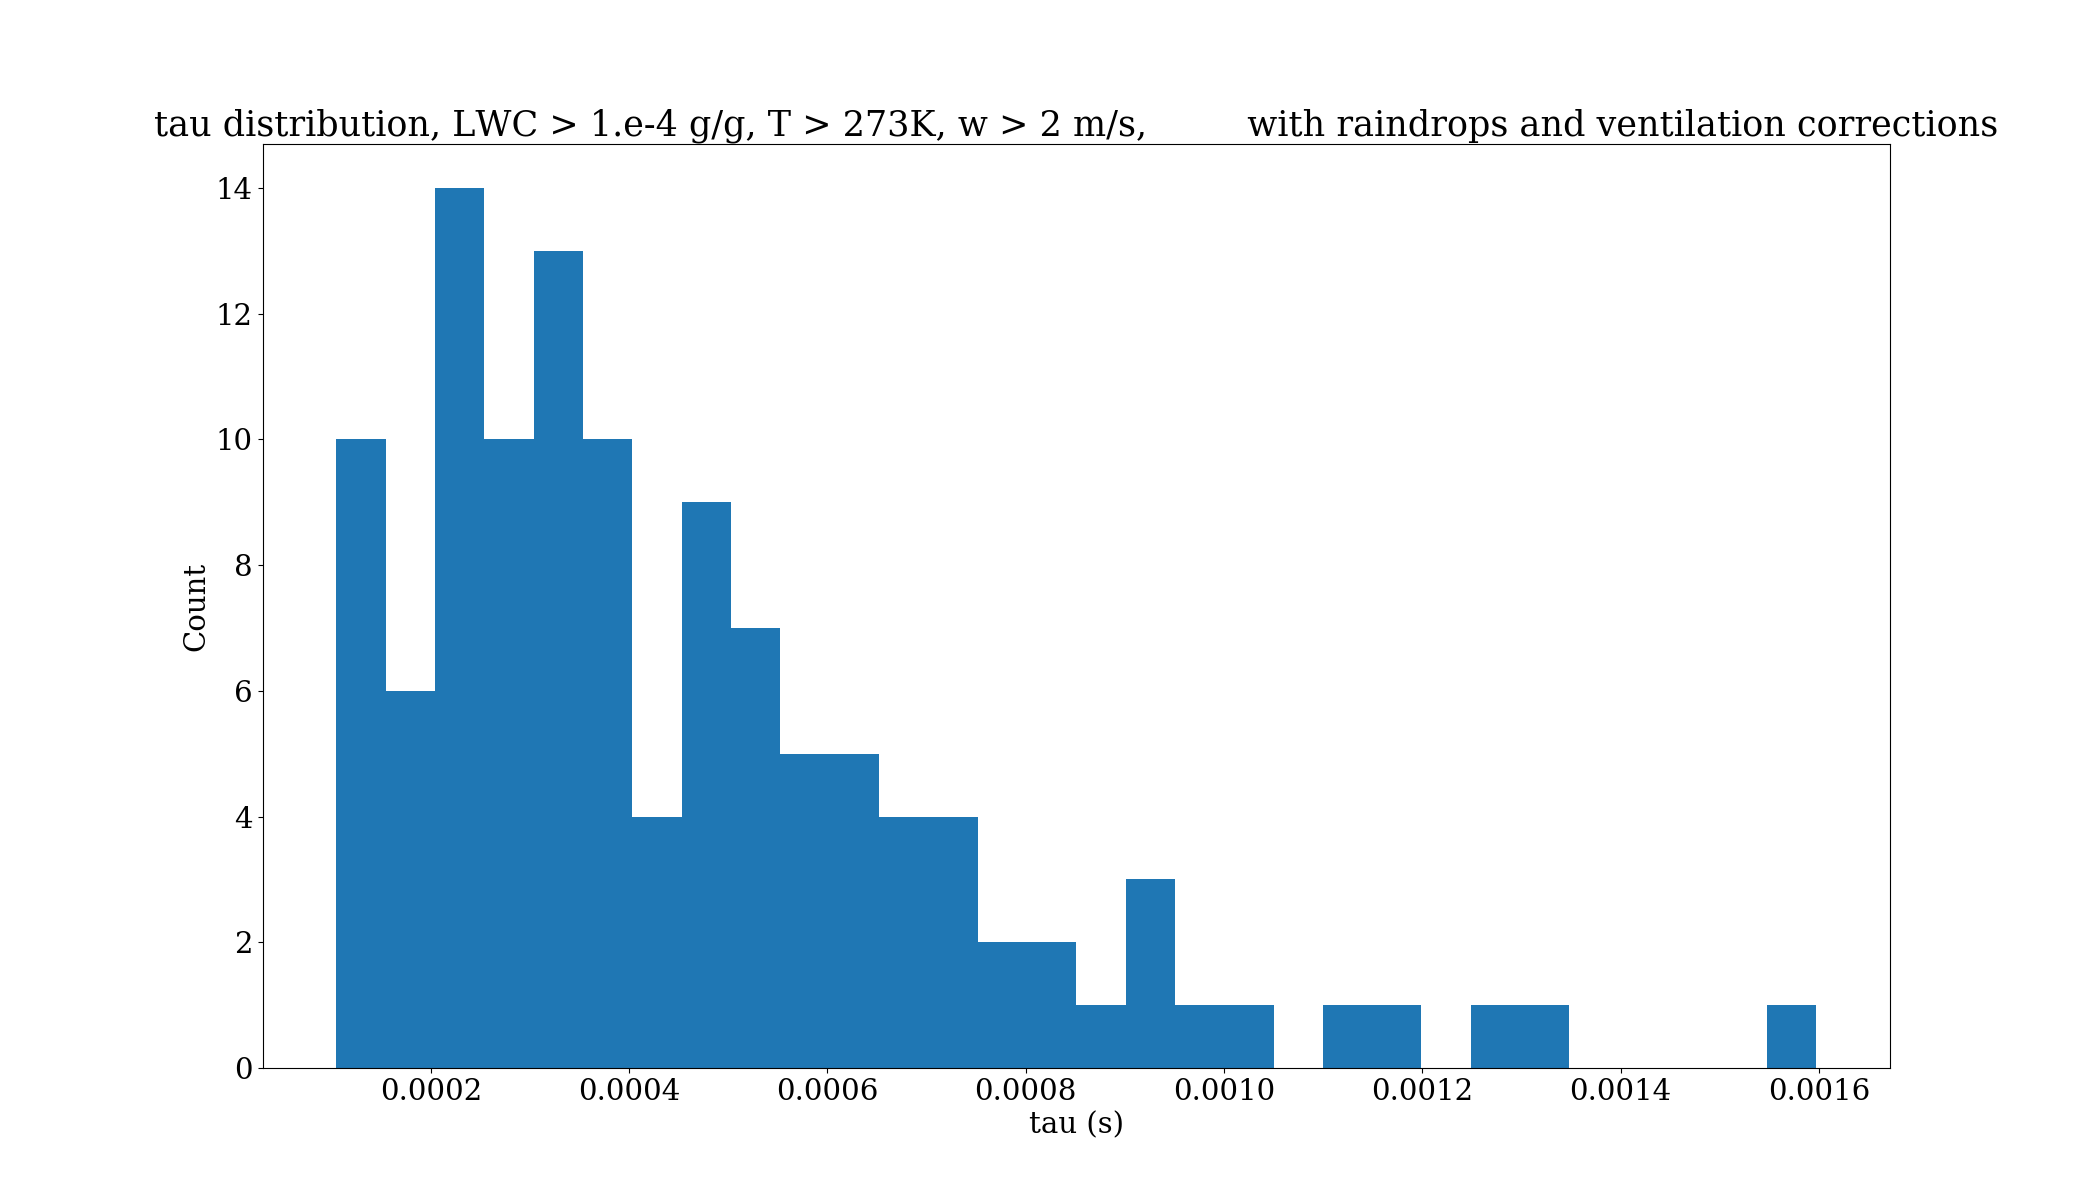 tau distribution, LWC > 1.e-4 g/g, T > 273K, w > 2 m/s, with raindrops and ventilation corrections
14
12
10
8
6
4
2
0
Count
0.0002 0.0004 0.0006 0.0008 0.0010 0.0012 0.0014 0.0016
tau (s)